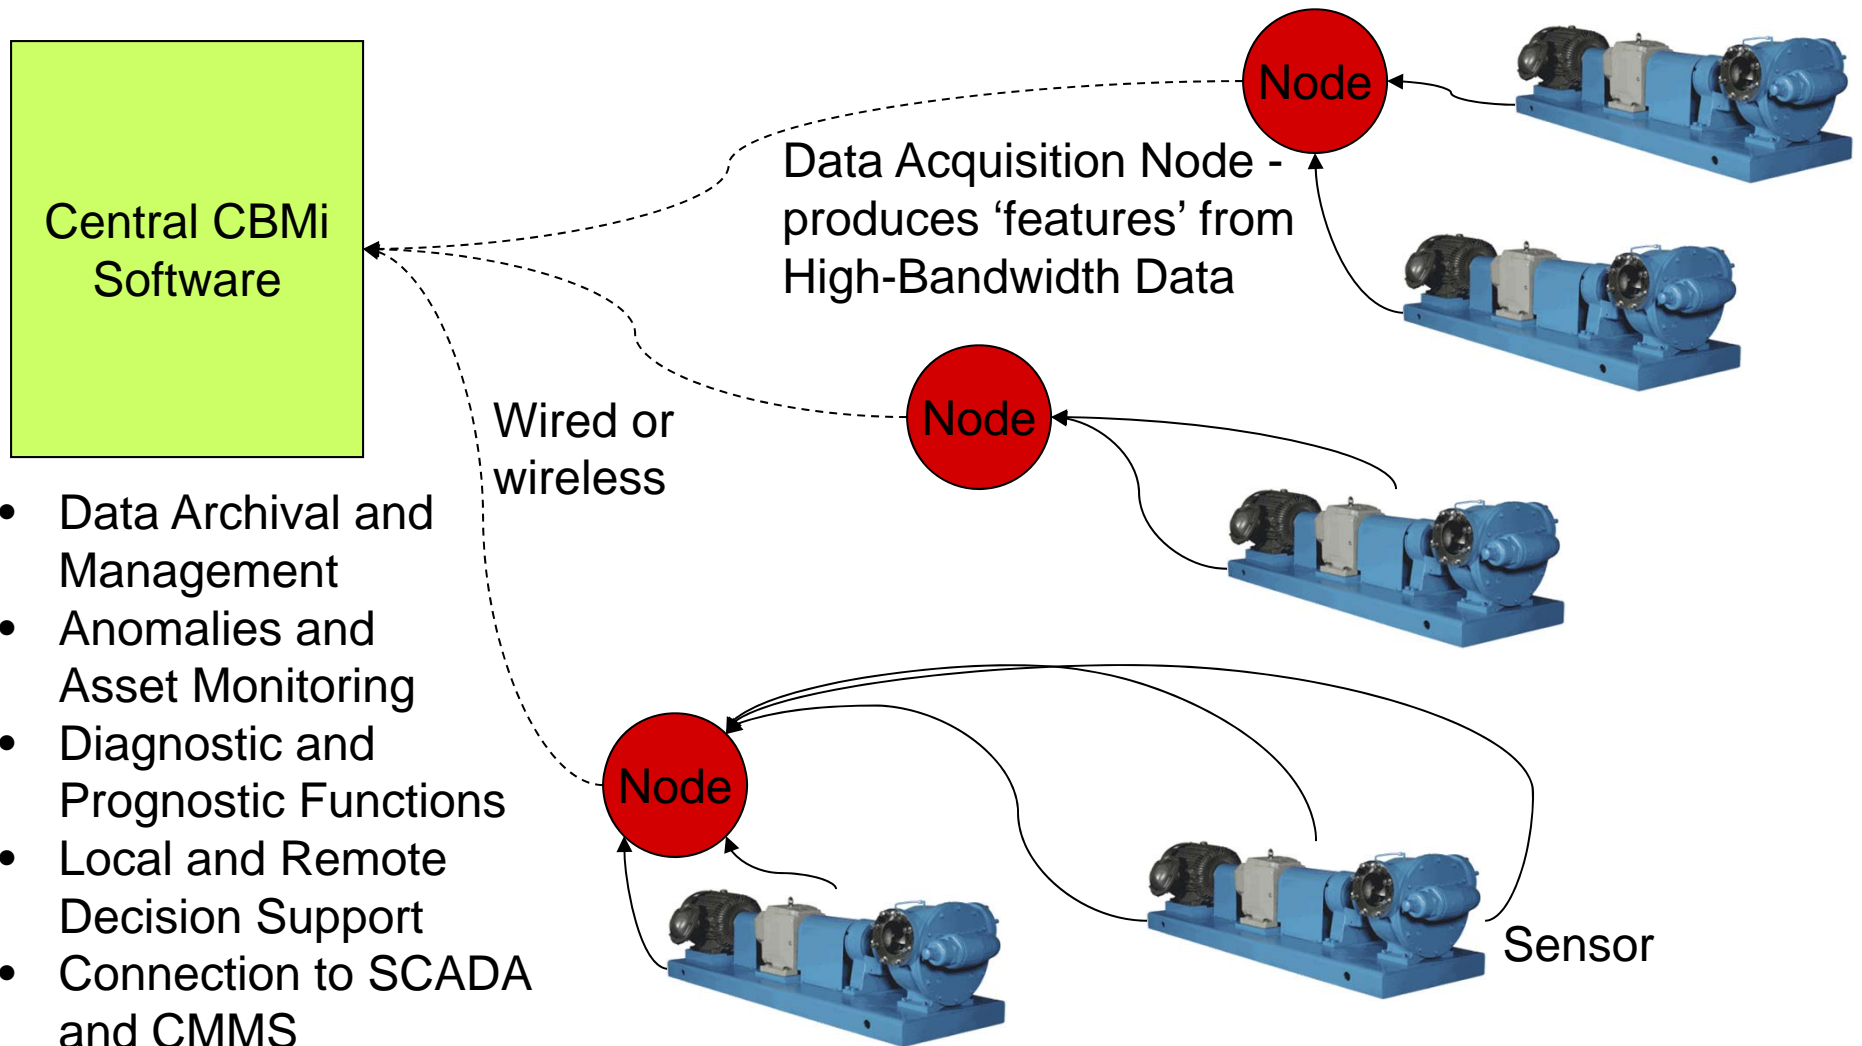 Central CBMi
Software
Node
Data Acquisition Node -
produces ‘features’ from
High-Bandwidth Data
Node
Wired or
wireless
Node
Sensor
• Data Archival and
Management
• Anomalies and
Asset Monitoring
• Diagnostic and
Prognostic Functions
• Local and Remote
Decision Support
• Connection to SCADA
and CMMS